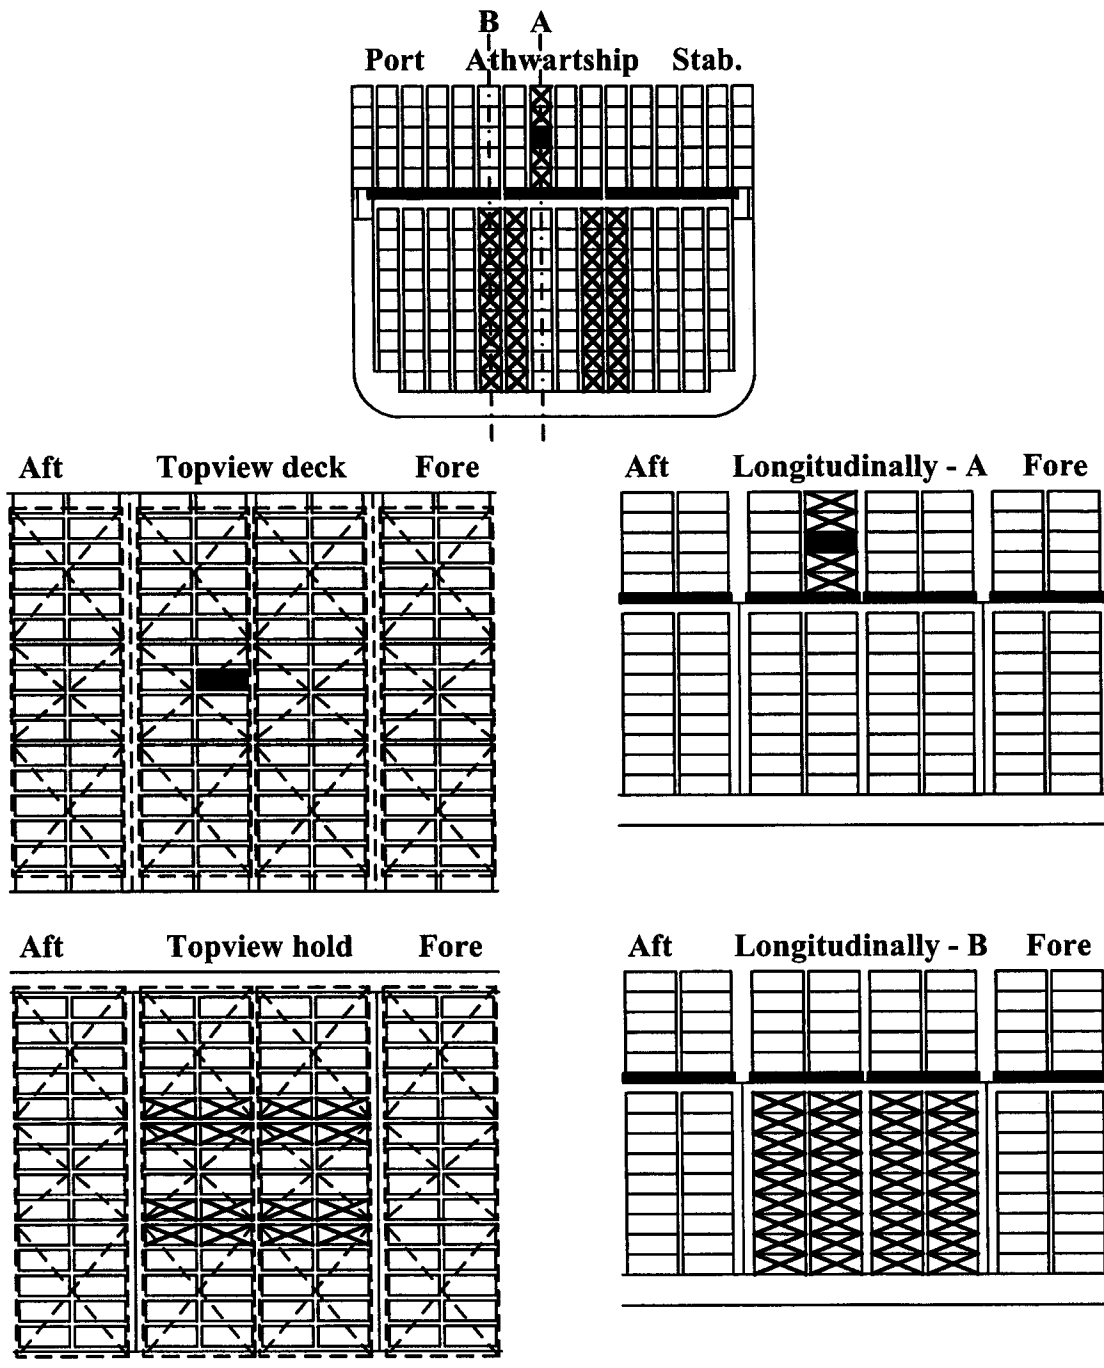 B A
Port Athwartship Stab.
Aft Topview deck Fore
Aft Longitudinally - A Fore
Aft Topview hold Fore
Aft Longitudinally - B Fore